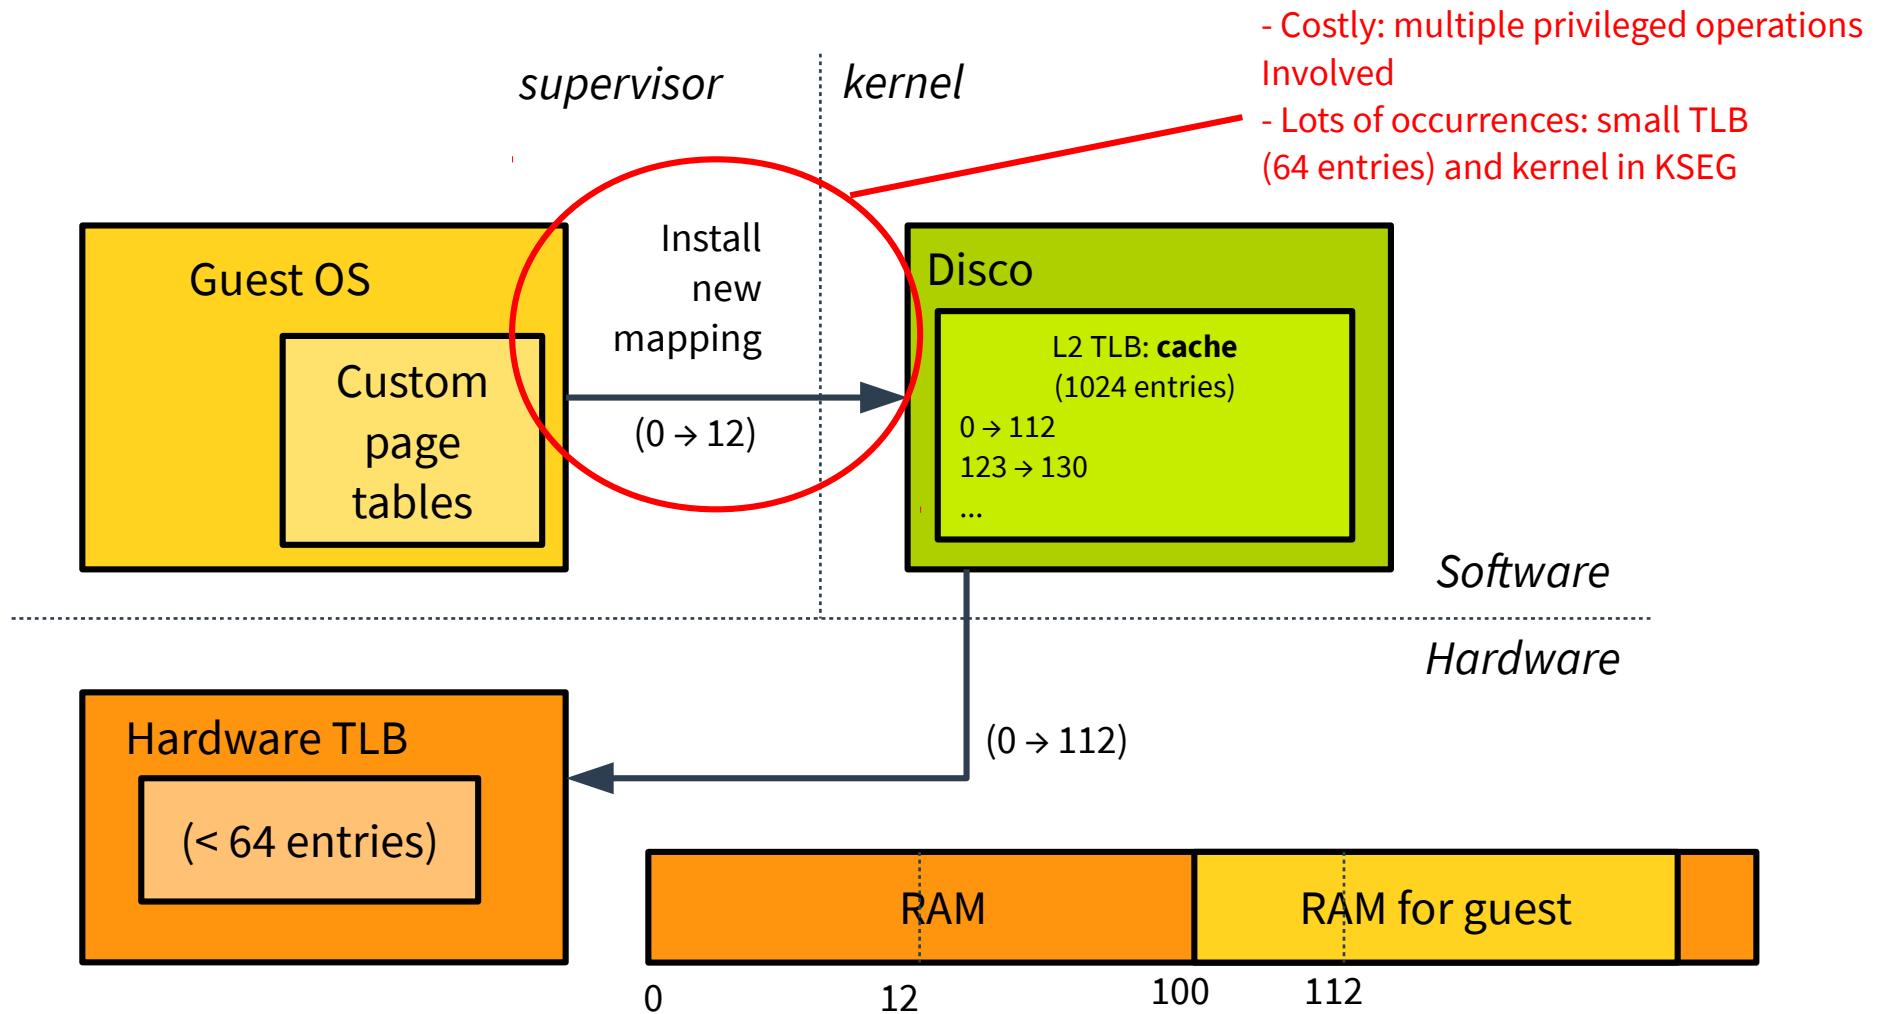 - Costly: multiple privileged operations
Involved
- Lots of occurrences: small TLB
(64 entries) and kernel in KSEG
supervisor
kernel
Guest OS
Custom
page
tables
Install
new
mapping
(0 → 12)
Disco
L2 TLB: cache
(1024 entries)
0 → 112
123 → 130
...
Software
Hardware
Hardware TLB
(< 64 entries)
(0 → 112)
RAM
RAM for guest
0
12
100
112